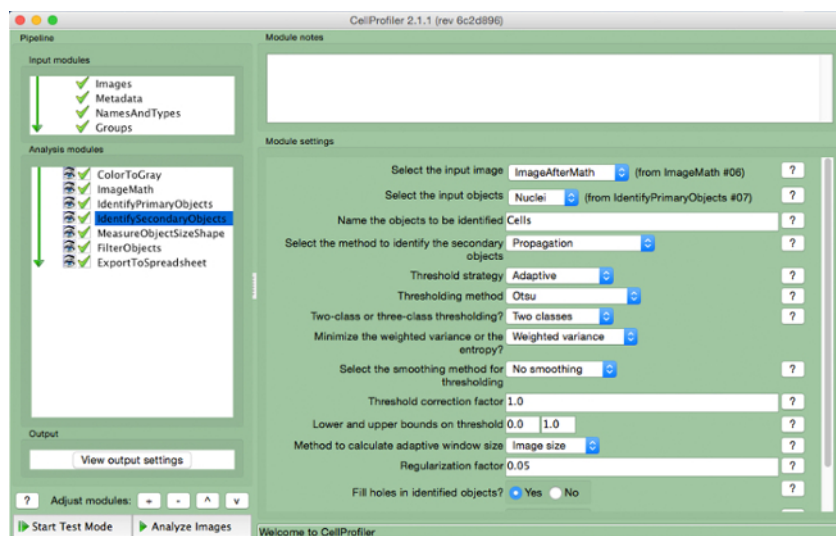 CellProfiler 2.1.1 (rev 6c2d896)
Pipeline
Input modules
Images
Metadata
NamesAndTypes
Groups
Analysis modules
ColorToGray
ImageMath
IdentifyPrimaryObjects
IdentifySecondaryObjects
MeasureObjectSizeShape
FilterObjects
ExportToSpreadsheet
Output
View output settings
? Adjust modules: + - ^ v
Start Test Mode Analyze Images
Module notes
Module settings
Select the input image ImageAfterMath (from ImageMath #06) ?
Select the input objects Nuclei (from IdentifyPrimaryObjects #07) ?
Name the objects to be identified Cells ?
Select the method to identify the secondary Propagation ?
objects
Threshold strategy Adaptive ?
Thresholding method Otsu ?
Two-class or three-class thresholding? Two classes ?
Minimize the weighted variance or the Weighted variance
entropy?
Select the smoothing method for No smoothing ?
thresholding
Threshold correction factor 1.0 ?
Lower and upper bounds on threshold 0.0 1.0 ?
Method to calculate adaptive window size Image size ?
Regularization factor 0.05 ?
Fill holes in identified objects? Yes No ?
Welcome to CellProfiler